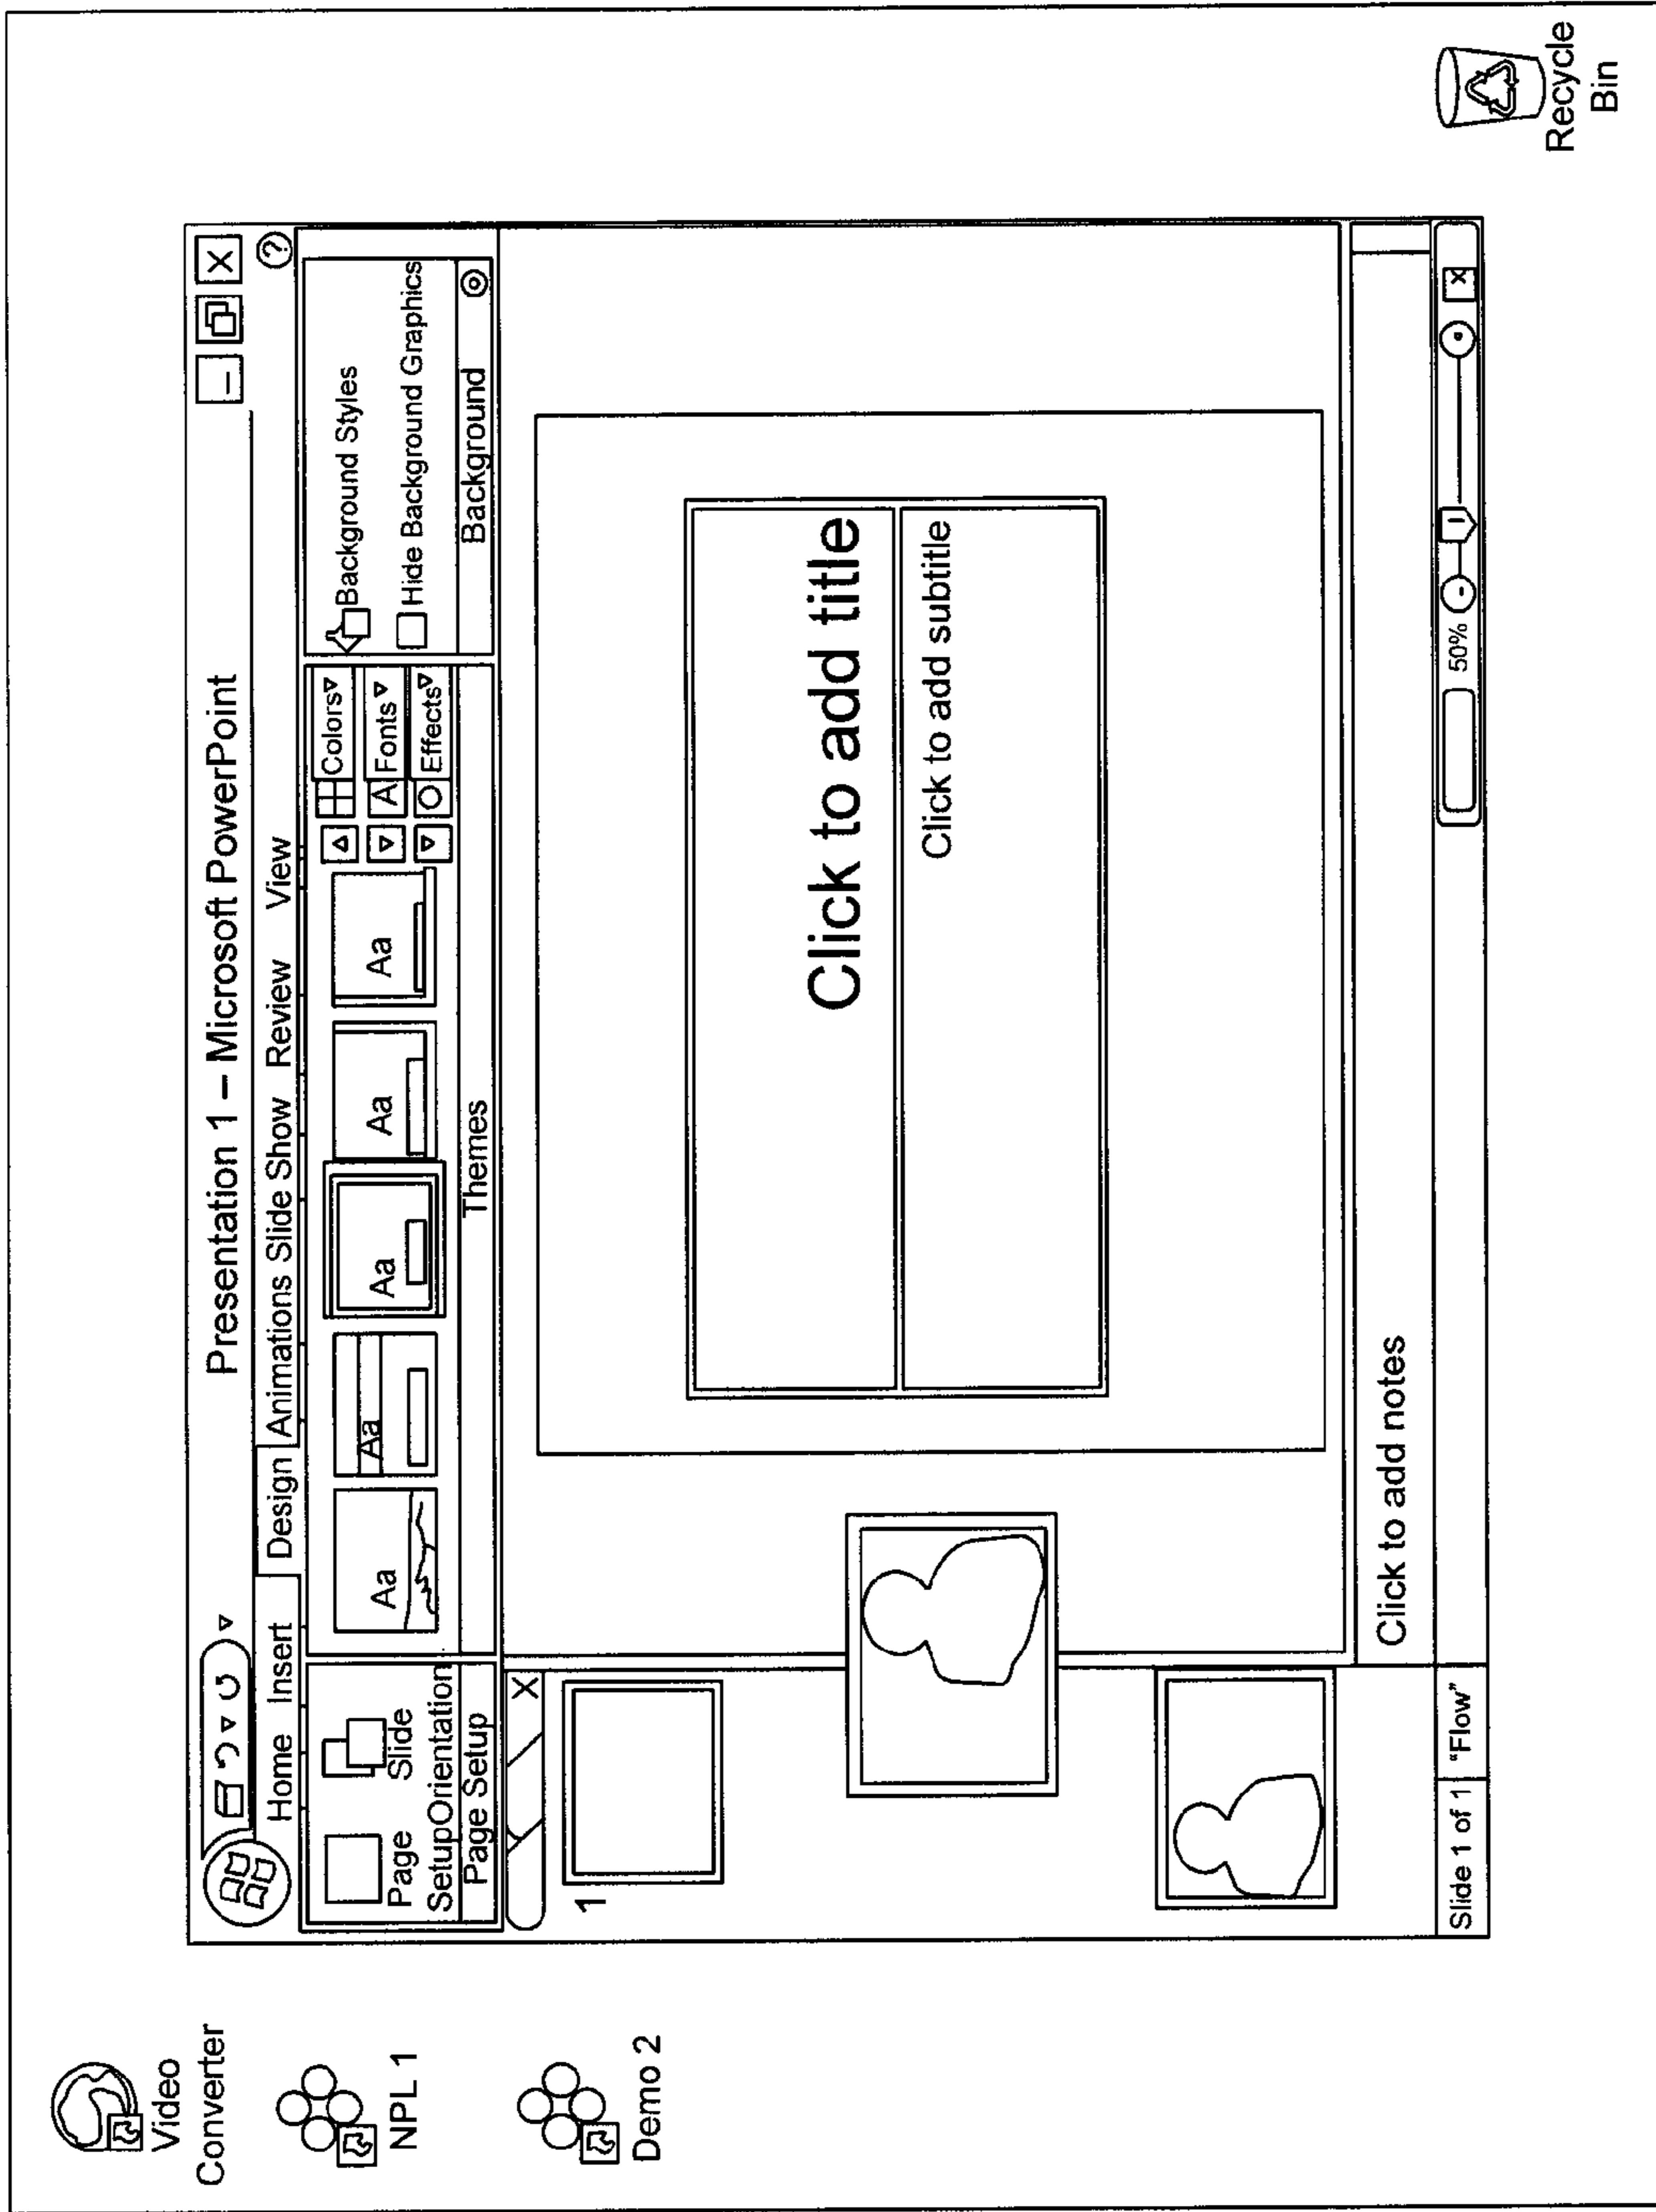 Video
Converter
NPL 1
Demo 2
Presentation 1 – Microsoft PowerPoint
Home Insert Design Animations Slide Show Review View
?
Page Slide
Setup Orientation
Page Setup
Aa Aa Aa Aa Aa
Themes
Colors
A Fonts
Effects
Background Styles
Hide Background Graphics
Background
X
1
Click to add title
Click to add subtitle
Click to add notes
Slide 1 of 1 "Flow"
50%
Recycle
Bin